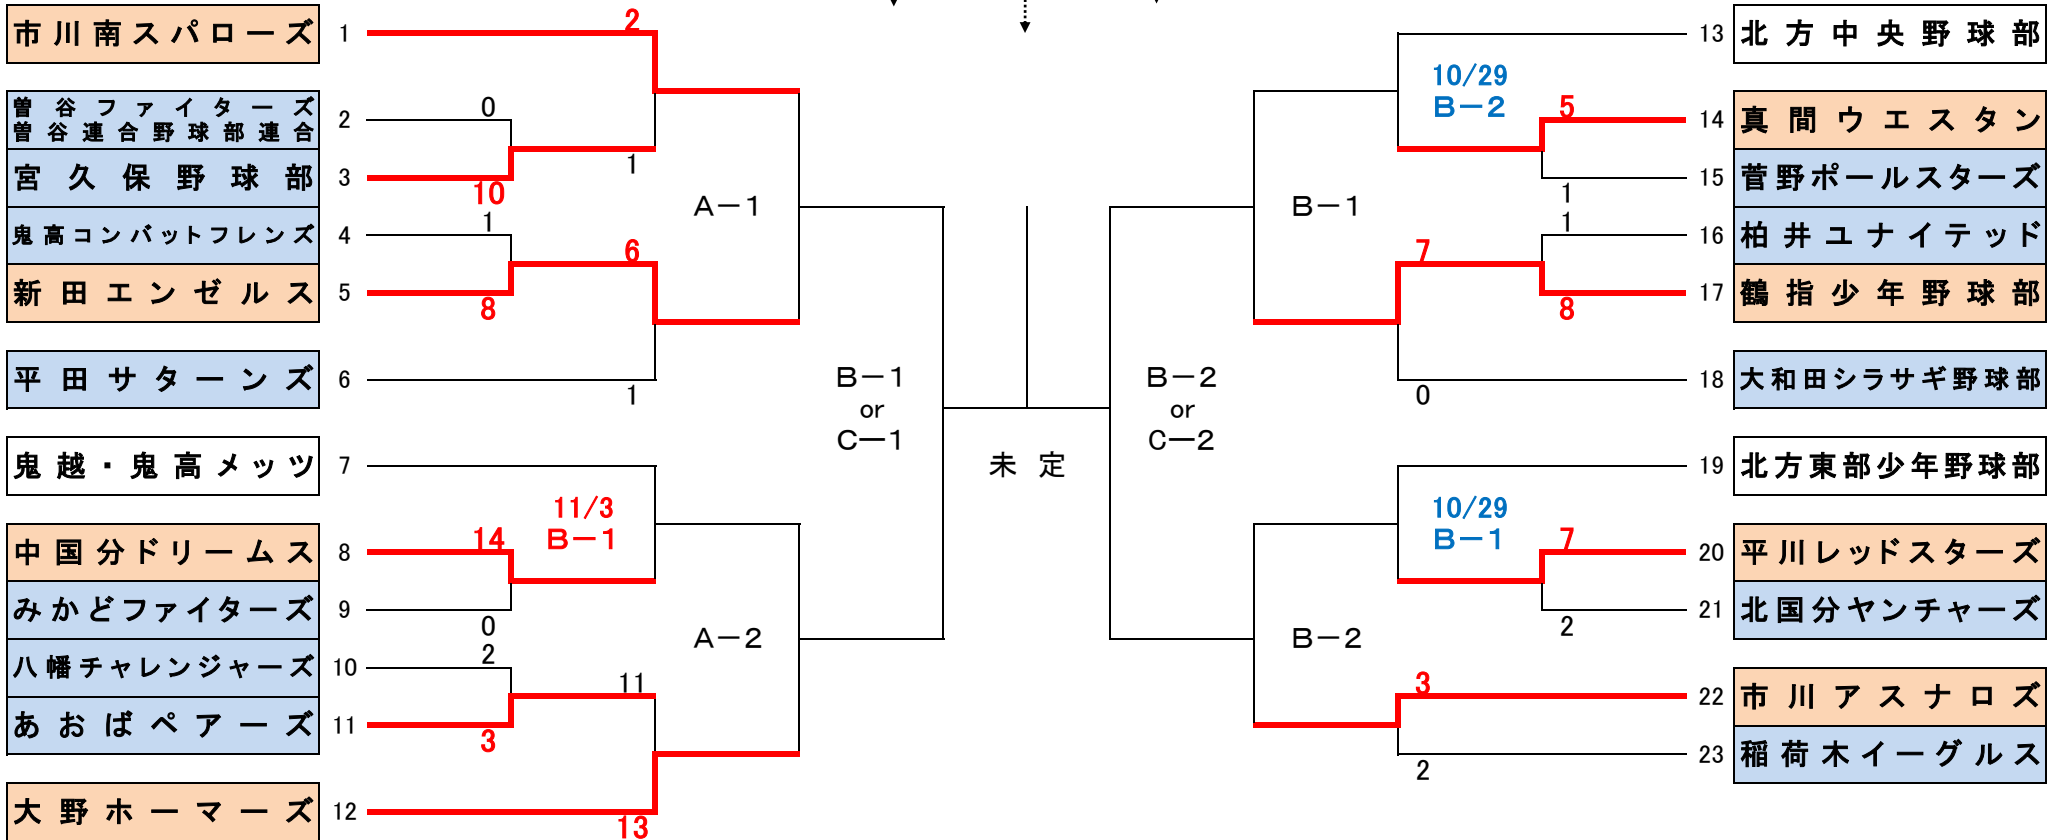 市川南スパローズ 1 2
曽谷ファイターズ
曽谷連合野球部連合 2 0
宮久保野球部 3 10 1
鬼高コンバットフレンズ 4 1
新田エンゼルス 5 8 6
平田サターンズ 6 1
鬼越・鬼高メッツ 7
中国分ドリームス 8 14
みかどファイターズ 9 0
八幡チャレンジャーズ 10 2
あおばペアーズ 11 3 11
大野ホーマーズ 12 13
A-1
11/3
B-1
A-2
B-1
or
C-1
未定
B-2
or
C-2
B-1
B-2
10/29
B-2
10/29
B-1
13 北方中央野球部
5 14 真間ウエスタン
1 15 菅野ポールスターズ
1 16 柏井ユナイテッド
7 8 17 鶴指少年野球部
0 18 大和田シラサギ野球部
19 北方東部少年野球部
7 20 平川レッドスターズ
2 21 北国分ヤンチャーズ
3 22 市川アスナロズ
2 23 稲荷木イーグルス